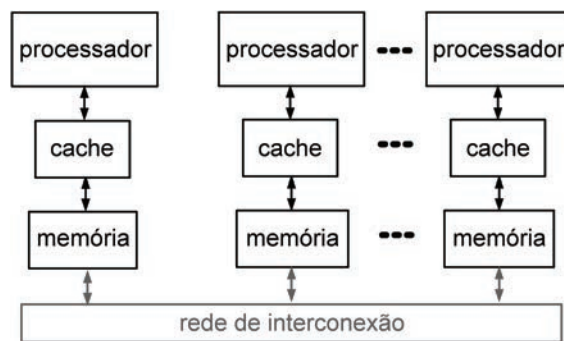 processador processador processador
cache cache cache
memória memória memória
rede de interconexão